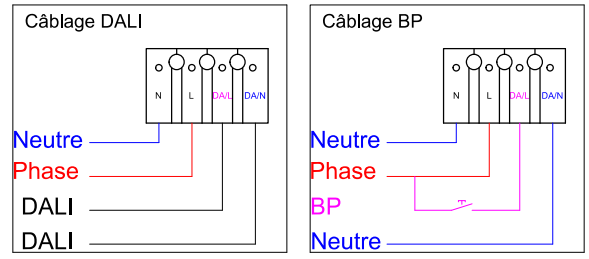 Câblage DALI
N L DA/L DA/N
Neutre
Phase
DALI
DALI
Câblage BP
N L DA/L DA/N
Neutre
Phase
BP
Neutre